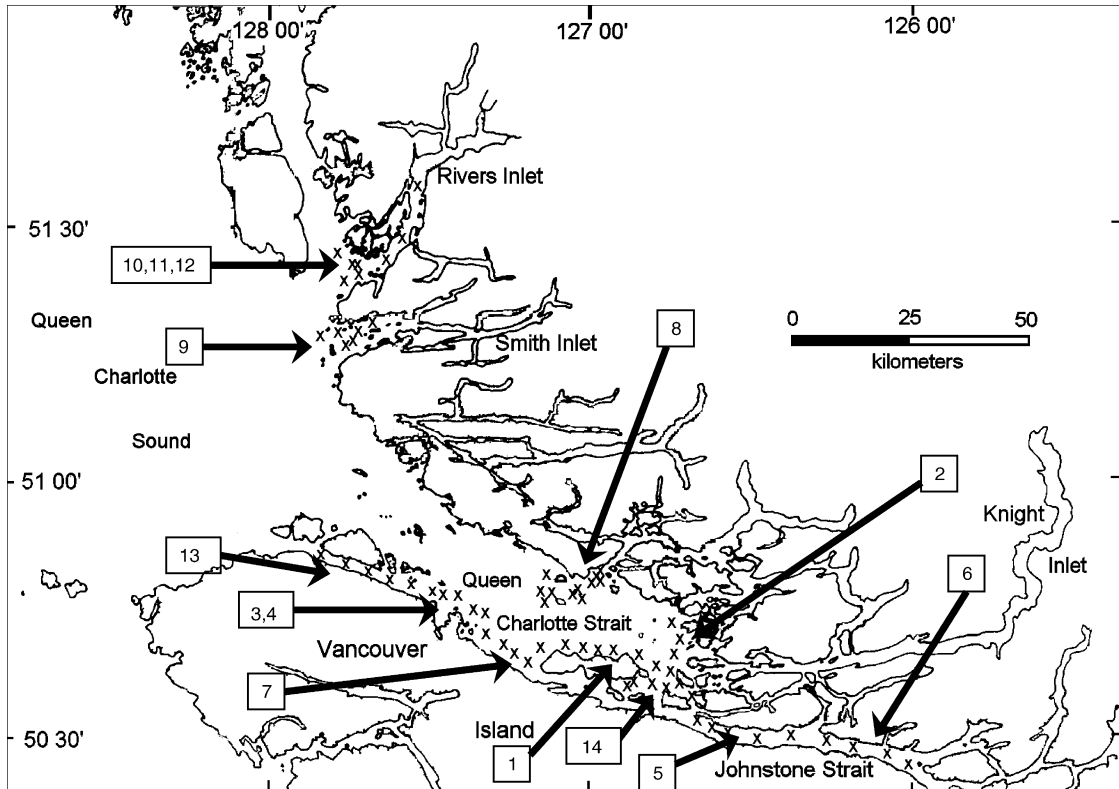 128 00' 127 00' 126 00'
Rivers Inlet
51 30'
10,11,12
Queen
8
0 25 50
9
Smith Inlet
kilometers
Charlotte
Sound
51 00'
2
Knight
13
Inlet
Queen
6
3,4
Charlotte Strait
Vancouver
7
Island
14
50 30'
1
5
Johnstone Strait
x x x x x x x x x x x x x x x x x x x x x x x x x x x x x x x x x x x x x x x x x x x x x x x x x x x x x x x x x x x x x x x x